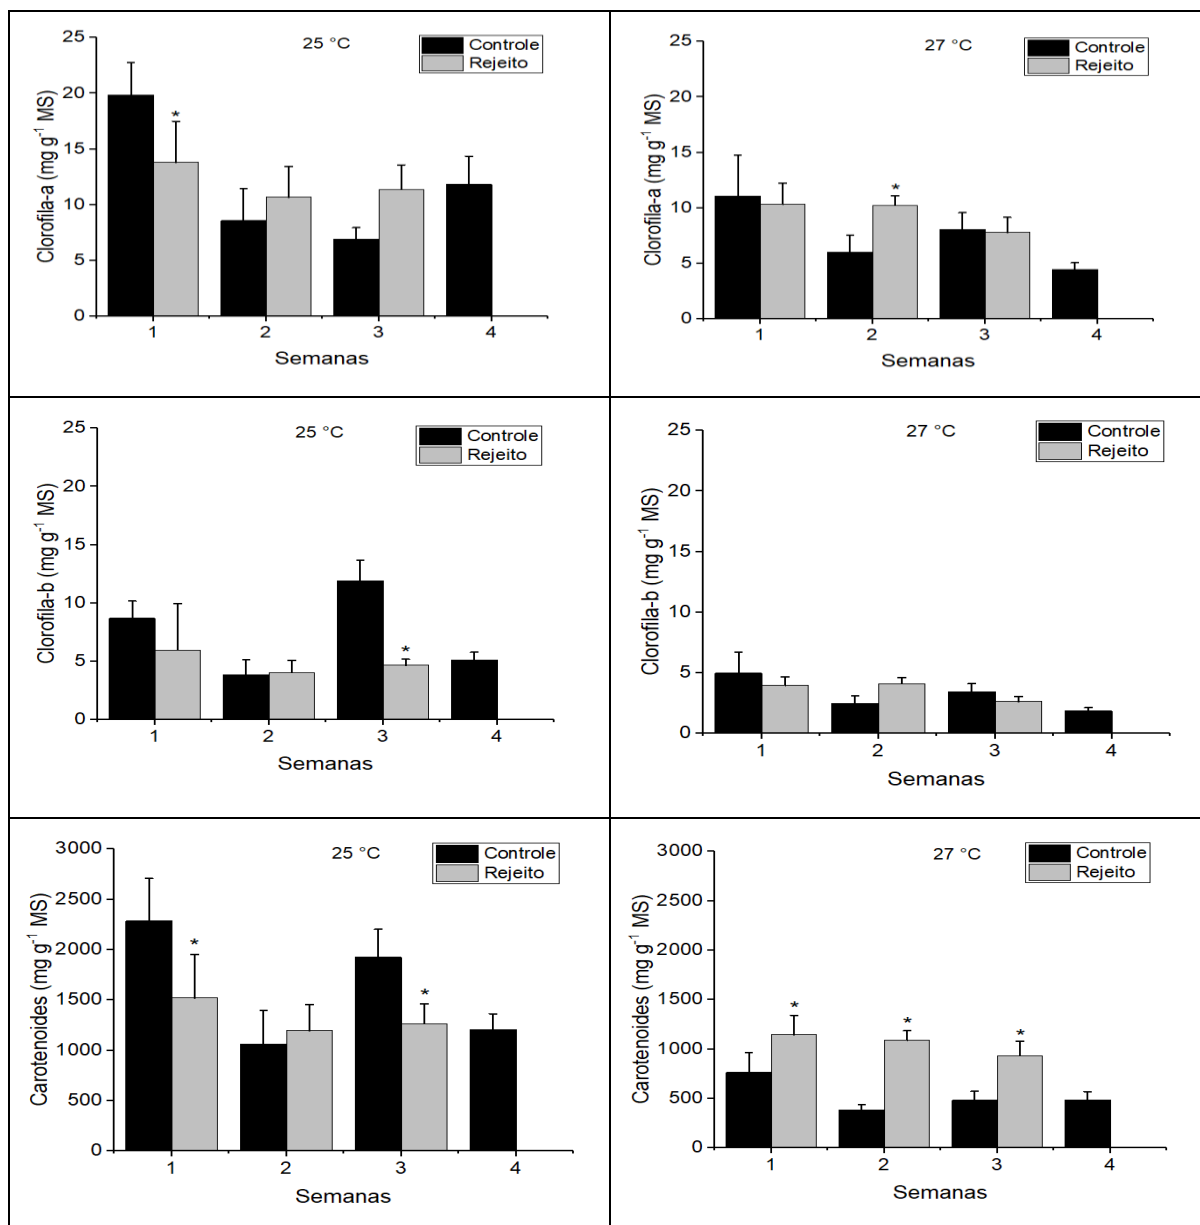 25 °C
Controle
Rejeito
Clorofila-a (mg g⁻¹ MS)
25
20
15
10
5
0
*
1 2 3 4
Semanas
27 °C
Controle
Rejeito
Clorofila-a (mg g⁻¹ MS)
25
20
15
10
5
0
*
1 2 3 4
Semanas
25 °C
Controle
Rejeito
Clorofila-b (mg g⁻¹ MS)
25
20
15
10
5
0
*
1 2 3 4
Semanas
27 °C
Controle
Rejeito
Clorofila-b (mg g⁻¹ MS)
25
20
15
10
5
0
1 2 3 4
Semanas
25 °C
Controle
Rejeito
Carotenoides (mg g⁻¹ MS)
3000
2500
2000
1500
1000
500
0
* *
1 2 3 4
Semanas
27 °C
Controle
Rejeito
Carotenoides (mg g⁻¹ MS)
3000
2500
2000
1500
1000
500
0
* * *
1 2 3 4
Semanas